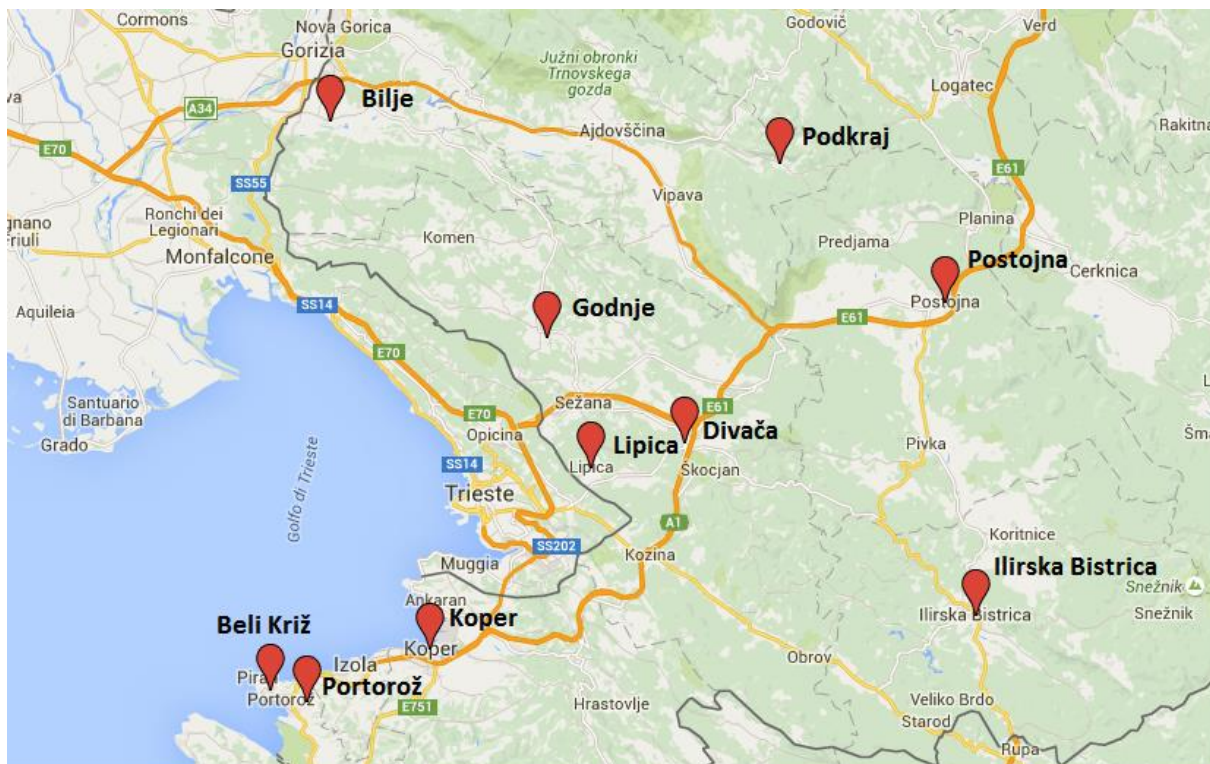 Cormons
Nova Gorica
Gorizia
Godovič
Verd
Južni obronki
Trnovskega
gozda
Logatec
Bilje
A34
Rakitna
Ajdovščina
Podkraj
E70
E61
SS55
Vipava
Ronchi dei
Legionari
Planina
Komen
Predjama
Monfalcone
Postojna
Cerknica
Postojna
Aquileia
SS14
Godnje
E61
E70
Santuario
di Barbana
Sežana
E61
Grado
E70
Opicina
Divača
Lipica
Pivka
SS14
Lipica
Škocjan
Trieste
Golfo di Trieste
A1
Koritnice
SS202
Kozina
Muggia
Ilirska Bistrica
Snežnik
Ankaran
Ilirska Bistrica
Snežnik
Beli Križ
Koper
Koper
Izola
Obrov
Piran
Portorož
Portorož
E751
Hrastovlje
Veliko Brdo
Starod
Rupa